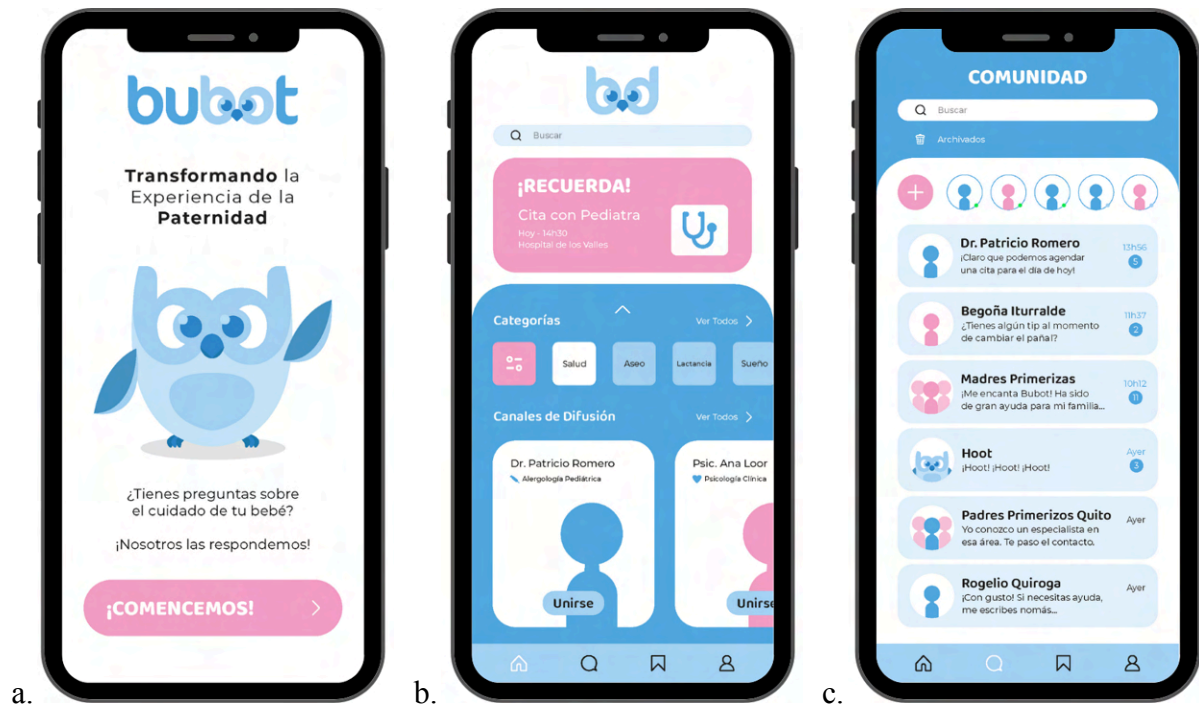 bubot
Transformando la
Experiencia de la
Paternidad
¿Tienes preguntas sobre
el cuidado de tu bebé?
¡Nosotros las respondemos!
¡COMENCEMOS!
a.
bd
Buscar
¡RECUERDA!
Cita con Pediatra
Hoy - 14h30
Hospital de los Valles
Categorías
Ver Todos
Salud
Aseo
Lactancia
Sueño
Canales de Difusión
Ver Todos
Dr. Patricio Romero
Alergología Pediátrica
Unirse
Psic. Ana Loor
Psicología Clínica
Unirse
b.
COMUNIDAD
Buscar
Archivados
Dr. Patricio Romero
13h56
¡Claro que podemos agendar
una cita para el día de hoy!
5
Begoña Iturralde
11h37
¿Tienes algún tip al momento
de cambiar el pañal?
2
Madres Primerizas
10h12
¡Me encanta Bubot! Ha sido
de gran ayuda para mi familia...
11
Hoot
Ayer
¡Hoot! ¡Hoot! ¡Hoot!
3
Padres Primerizos Quito
Ayer
Yo conozco un especialista en
esa área. Te paso el contacto.
Rogelio Quiroga
Ayer
¡Con gusto! Si necesitas ayuda,
me escribes nomás...
c.